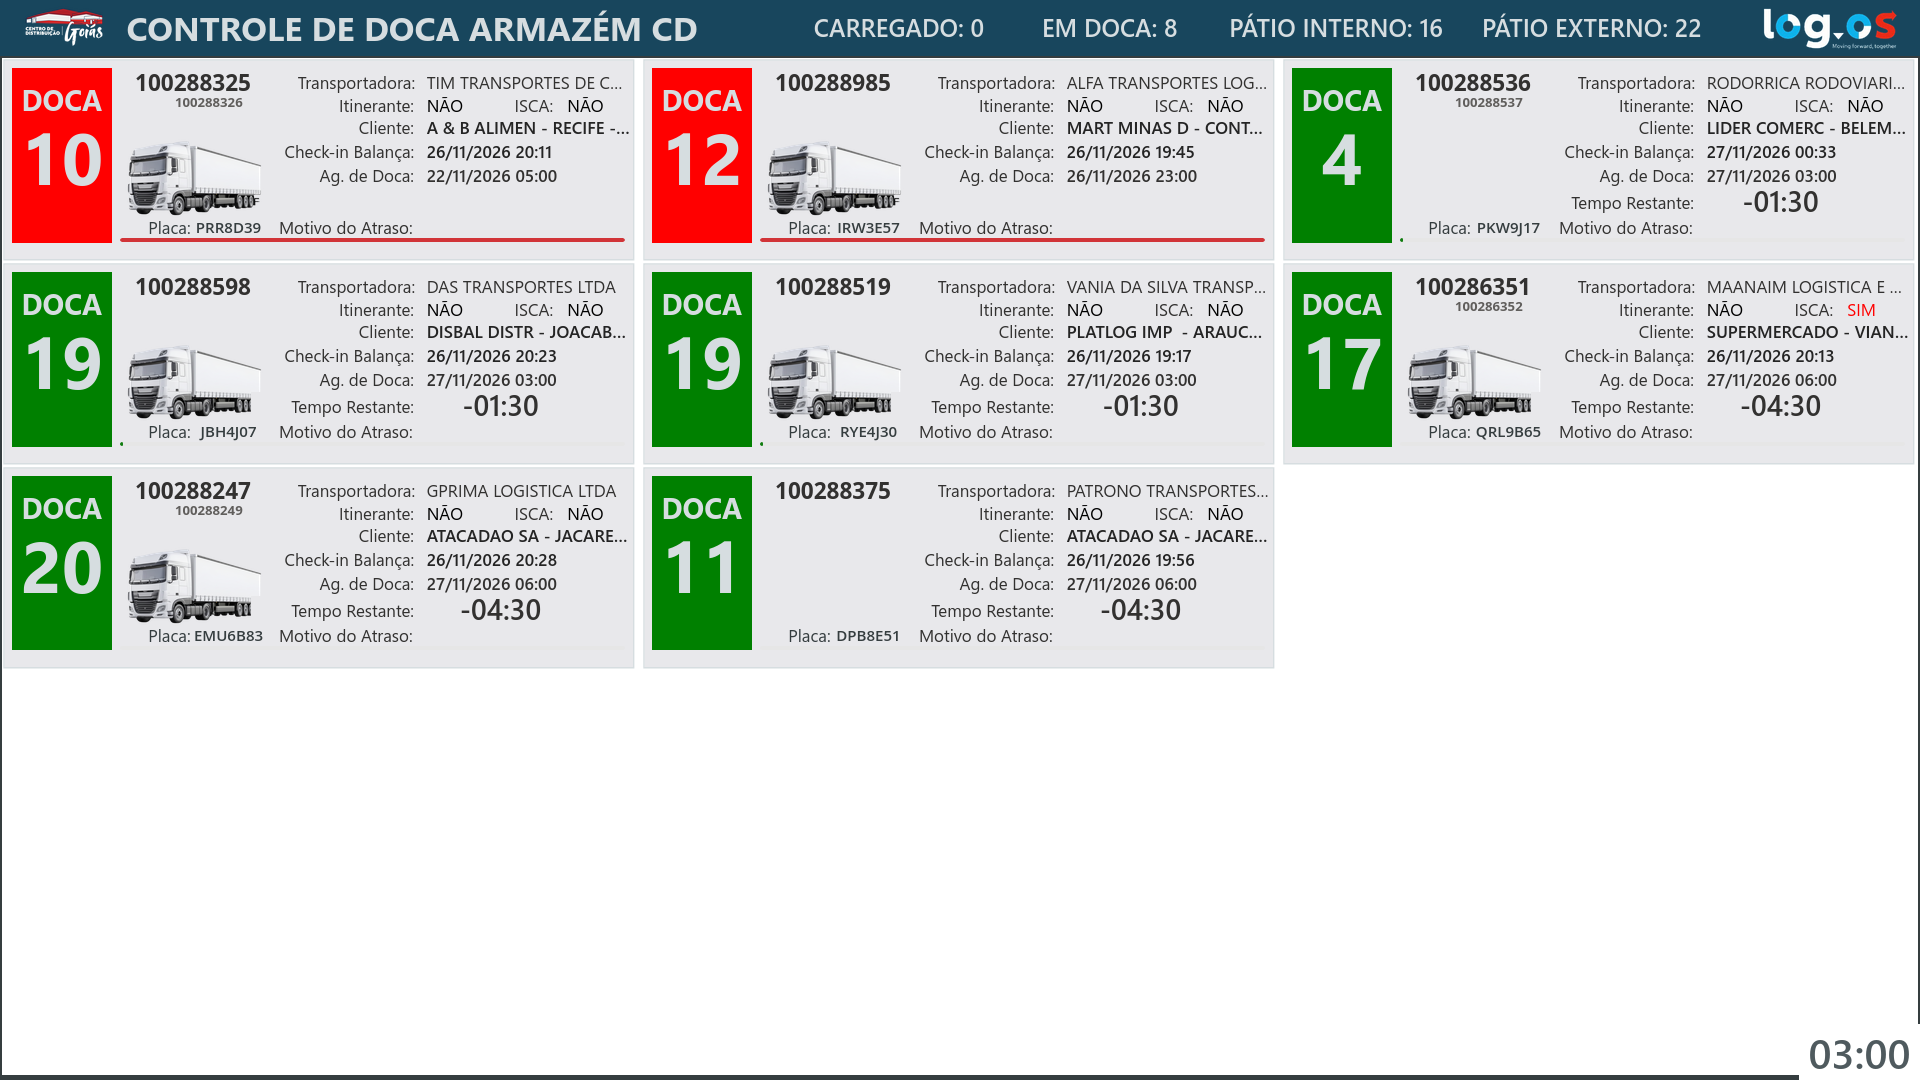 CENTRO DE DISTRIBUIÇÃO Goiás
CONTROLE DE DOCA ARMAZÉM CD
CARREGADO: 0
EM DOCA: 8
PÁTIO INTERNO: 16
PÁTIO EXTERNO: 22
log.os
Moving forward, together
DOCA
10
100288325
100288326
Transportadora: TIM TRANSPORTES DE C...
Itinerante: NÃO ISCA: NÃO
Cliente: A & B ALIMEN - RECIFE -...
Check-in Balança: 26/11/2026 20:11
Ag. de Doca: 22/11/2026 05:00
Placa: PRR8D39 Motivo do Atraso:
DOCA
12
100288985
Transportadora: ALFA TRANSPORTES LOG...
Itinerante: NÃO ISCA: NÃO
Cliente: MART MINAS D - CONT...
Check-in Balança: 26/11/2026 19:45
Ag. de Doca: 26/11/2026 23:00
Placa: IRW3E57 Motivo do Atraso:
DOCA
4
100288536
100288537
Transportadora: RODORRICA RODOVIARI...
Itinerante: NÃO ISCA: NÃO
Cliente: LIDER COMERC - BELEM...
Check-in Balança: 27/11/2026 00:33
Ag. de Doca: 27/11/2026 03:00
Tempo Restante: -01:30
Placa: PKW9J17 Motivo do Atraso:
DOCA
19
100288598
Transportadora: DAS TRANSPORTES LTDA
Itinerante: NÃO ISCA: NÃO
Cliente: DISBAL DISTR - JOACAB...
Check-in Balança: 26/11/2026 20:23
Ag. de Doca: 27/11/2026 03:00
Tempo Restante: -01:30
Placa: JBH4J07 Motivo do Atraso:
DOCA
19
100288519
Transportadora: VANIA DA SILVA TRANSP...
Itinerante: NÃO ISCA: NÃO
Cliente: PLATLOG IMP - ARAUC...
Check-in Balança: 26/11/2026 19:17
Ag. de Doca: 27/11/2026 03:00
Tempo Restante: -01:30
Placa: RYE4J30 Motivo do Atraso:
DOCA
17
100286351
100286352
Transportadora: MAANAIM LOGISTICA E ...
Itinerante: NÃO ISCA: SIM
Cliente: SUPERMERCADO - VIAN...
Check-in Balança: 26/11/2026 20:13
Ag. de Doca: 27/11/2026 06:00
Tempo Restante: -04:30
Placa: QRL9B65 Motivo do Atraso:
DOCA
20
100288247
100288249
Transportadora: GPRIMA LOGISTICA LTDA
Itinerante: NÃO ISCA: NÃO
Cliente: ATACADAO SA - JACARE...
Check-in Balança: 26/11/2026 20:28
Ag. de Doca: 27/11/2026 06:00
Tempo Restante: -04:30
Placa: EMU6B83 Motivo do Atraso:
DOCA
11
100288375
Transportadora: PATRONO TRANSPORTES...
Itinerante: NÃO ISCA: NÃO
Cliente: ATACADAO SA - JACARE...
Check-in Balança: 26/11/2026 19:56
Ag. de Doca: 27/11/2026 06:00
Tempo Restante: -04:30
Placa: DPB8E51 Motivo do Atraso:
03:00